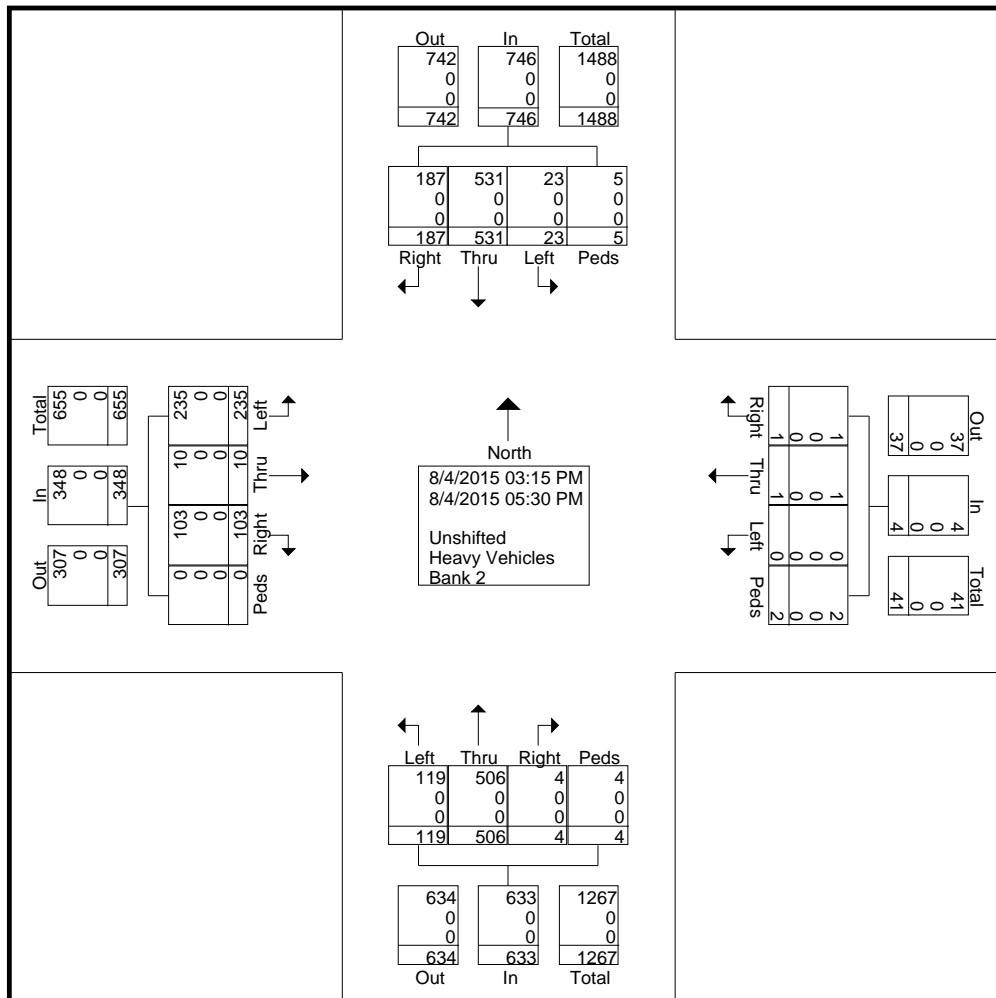 Out In Total
742 746 1488
0 0 0
0 0 0
742 746 1488
187 531 23 5
0 0 0 0
0 0 0 0
187 531 23 5
Right Thru Left Peds
Total
655 0 0 655
In
348 0 0 348
Out
307 0 0 307
235 0 0 235
Left
10 0 0 10
Thru
103 0 0 103
Right
0 0 0 0
Peds
North
8/4/2015 03:15 PM
8/4/2015 05:30 PM
Unshifted
Heavy Vehicles
Bank 2
Right
1 0 0 1
Thru
1 0 0 1
Left
0 0 0 0
Peds
2 0 0 2
Out
37 0 0 37
In
4 0 0 4
Total
41 0 0 41
Left Thru Right Peds
119 506 4 4
0 0 0 0
0 0 0 0
119 506 4 4
634 633 1267
0 0 0
0 0 0
634 633 1267
Out In Total